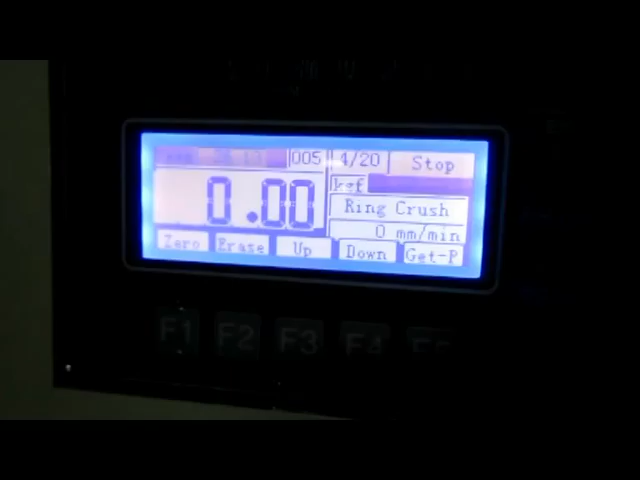 005 4/20 Stop
kgf
0.00
Ring Crush
0 mm/min
Zero Erase Up Down Get-P
F1 F2 F3 F4